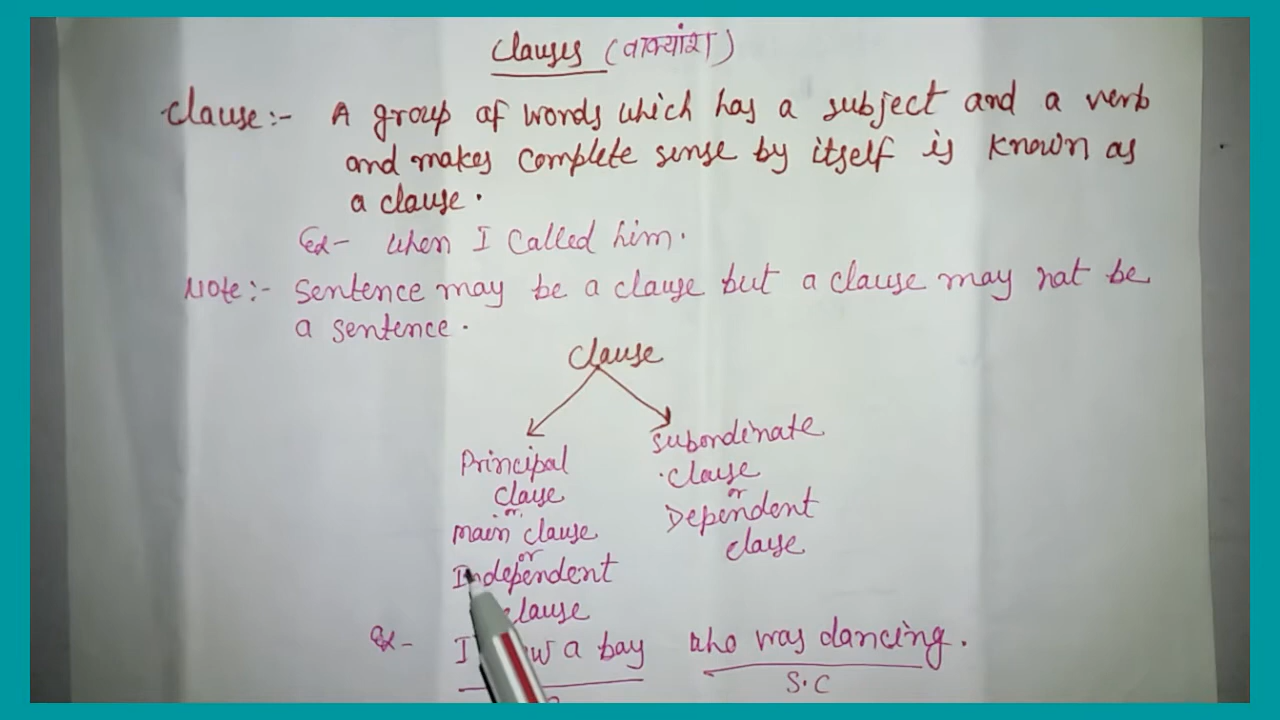 Clauses (वाक्यांश)
Clause:- A group of words which has a subject and a verb
and makes complete sense by itself is known as
a clause.
Ex- when I called him.
Note:- Sentence may be a clause but a clause may not be
a sentence.
Clause
Principal
clause
or
main clause
or
Independent
clause
Subordinate
clause
or
Dependent
clause
Ex- I a boy who was dancing.
S.C